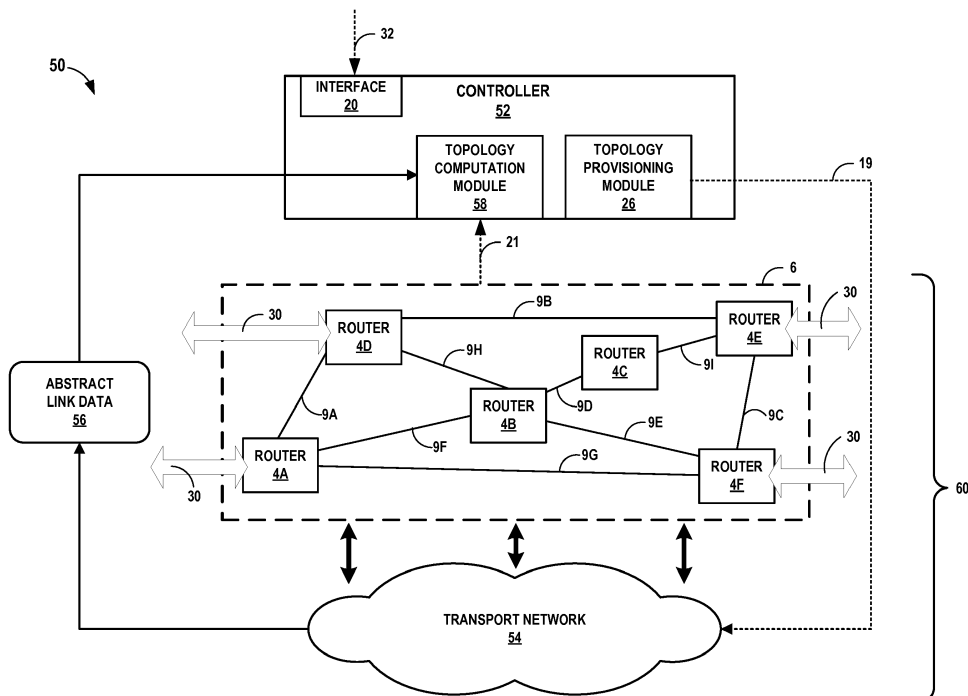 32
50
INTERFACE
20
CONTROLLER
52
TOPOLOGY
COMPUTATION
MODULE
58
TOPOLOGY
PROVISIONING
MODULE
26
19
21
6
30
ROUTER
4D
9B
ROUTER
4E
30
9H
ROUTER
4C
9I
ABSTRACT
LINK DATA
56
9A
ROUTER
4B
9D
9C
9F
9E
30
ROUTER
4A
9G
ROUTER
4F
30
60
TRANSPORT NETWORK
54